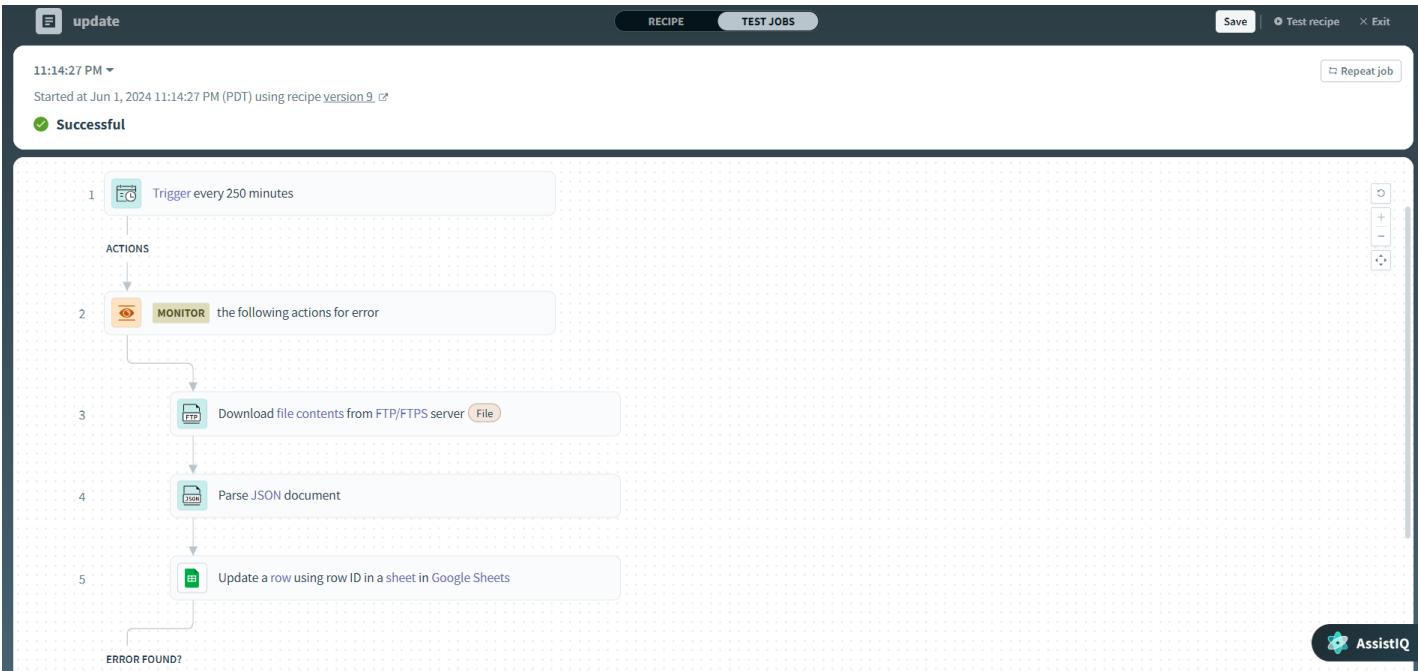 update
RECIPE
TEST JOBS
Save
Test recipe
Exit
11:14:27 PM
Repeat job
Started at Jun 1, 2024 11:14:27 PM (PDT) using recipe version 9
Successful
1
Trigger every 250 minutes
ACTIONS
2
MONITOR the following actions for error
3
FTP
Download file contents from FTP/FTPS server File
4
JSON
Parse JSON document
5
Update a row using row ID in a sheet in Google Sheets
ERROR FOUND?
AssistIQ